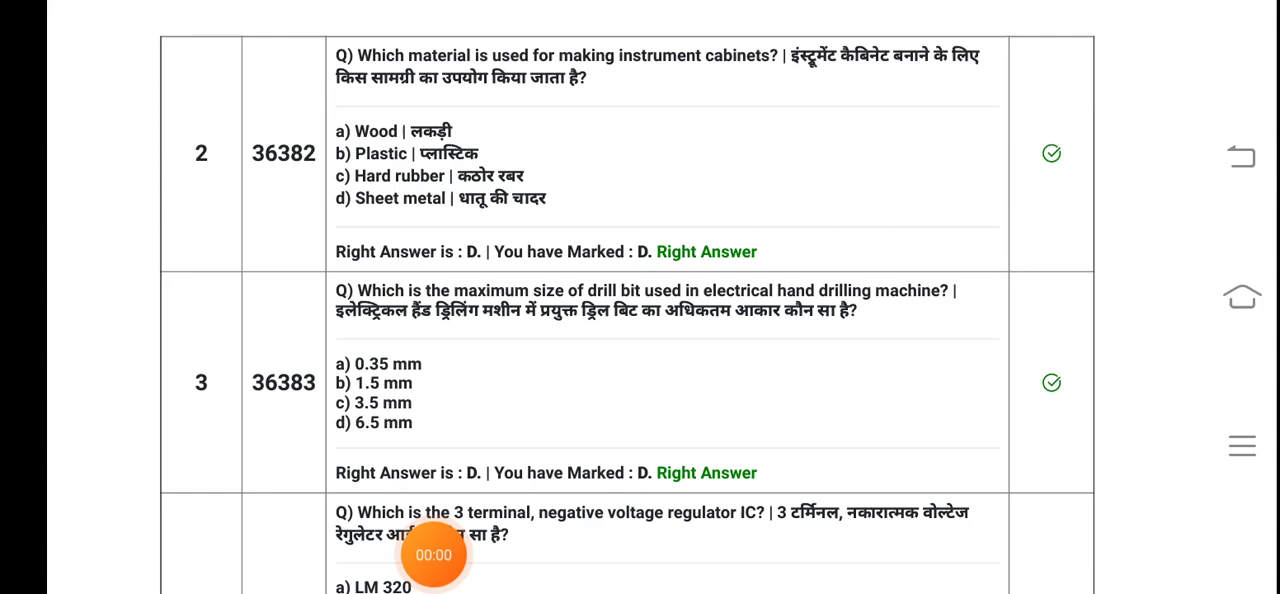 Q) Which material is used for making instrument cabinets? | इंस्ट्रूमेंट कैबिनेट बनाने के लिए
किस सामग्री का उपयोग किया जाता है?
2
36382
a) Wood | लकड़ी
b) Plastic | प्लास्टिक
c) Hard rubber | कठोर रबर
d) Sheet metal | धातू की चादर
Right Answer is : D. | You have Marked : D. Right Answer
Q) Which is the maximum size of drill bit used in electrical hand drilling machine? |
इलेक्ट्रिकल हैंड ड्रिलिंग मशीन में प्रयुक्त ड्रिल बिट का अधिकतम आकार कौन सा है?
3
36383
a) 0.35 mm
b) 1.5 mm
c) 3.5 mm
d) 6.5 mm
Right Answer is : D. | You have Marked : D. Right Answer
Q) Which is the 3 terminal, negative voltage regulator IC? | 3 टर्मिनल, नकारात्मक वोल्टेज
रेगुलेटर सा है?
00:00
a) LM 320